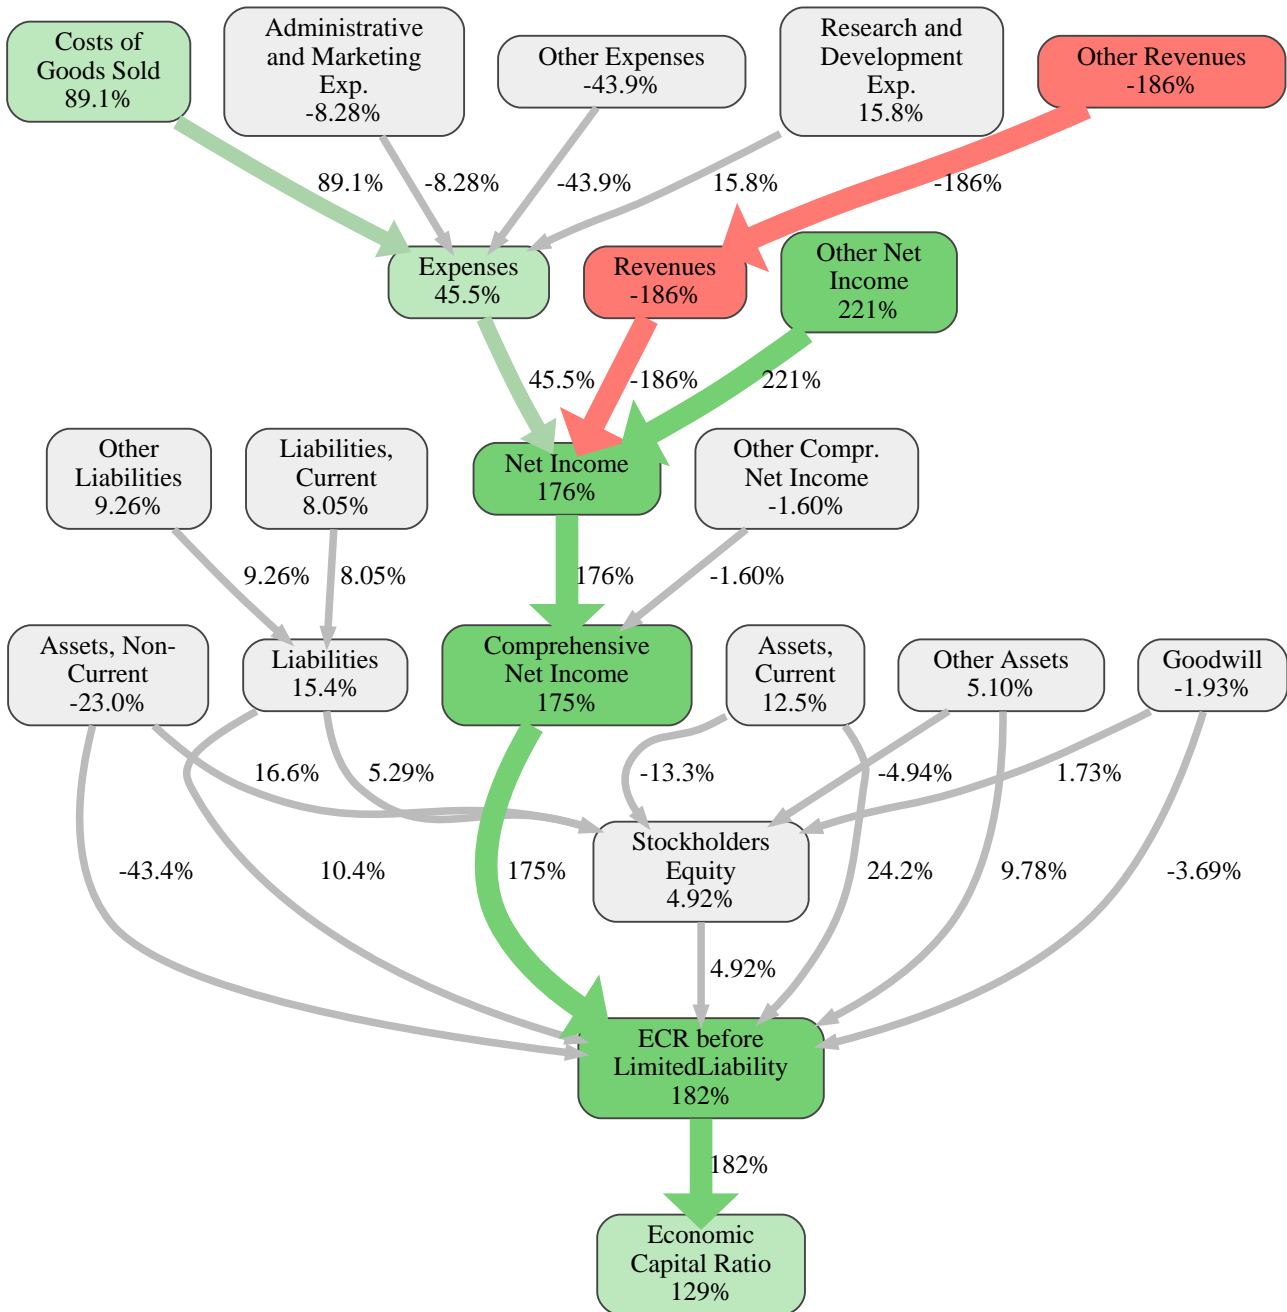 Costs of
Goods Sold
89.1%
Administrative
and Marketing
Exp.
-8.28%
Other Expenses
-43.9%
Research and
Development
Exp.
15.8%
Other Revenues
-186%
89.1%
-8.28%
-43.9%
15.8%
-186%
Expenses
45.5%
Revenues
-186%
Other Net
Income
221%
45.5%
-186%
221%
Other
Liabilities
9.26%
Liabilities,
Current
8.05%
Net Income
176%
Other Compr.
Net Income
-1.60%
9.26%
8.05%
176%
-1.60%
Assets, Non-
Current
-23.0%
Liabilities
15.4%
Comprehensive
Net Income
175%
Assets,
Current
12.5%
Other Assets
5.10%
Goodwill
-1.93%
16.6%
5.29%
-13.3%
-4.94%
1.73%
Stockholders
Equity
4.92%
-43.4%
10.4%
175%
24.2%
9.78%
-3.69%
4.92%
ECR before
LimitedLiability
182%
182%
Economic
Capital Ratio
129%